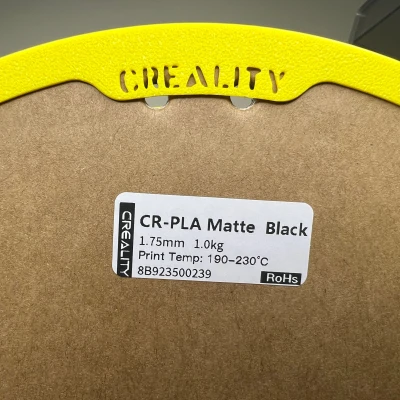 CREALITY
CREALITY
CR-PLA Matte Black
1.75mm 1.0kg
Print Temp: 190-230°C
8B923500239
RoHs